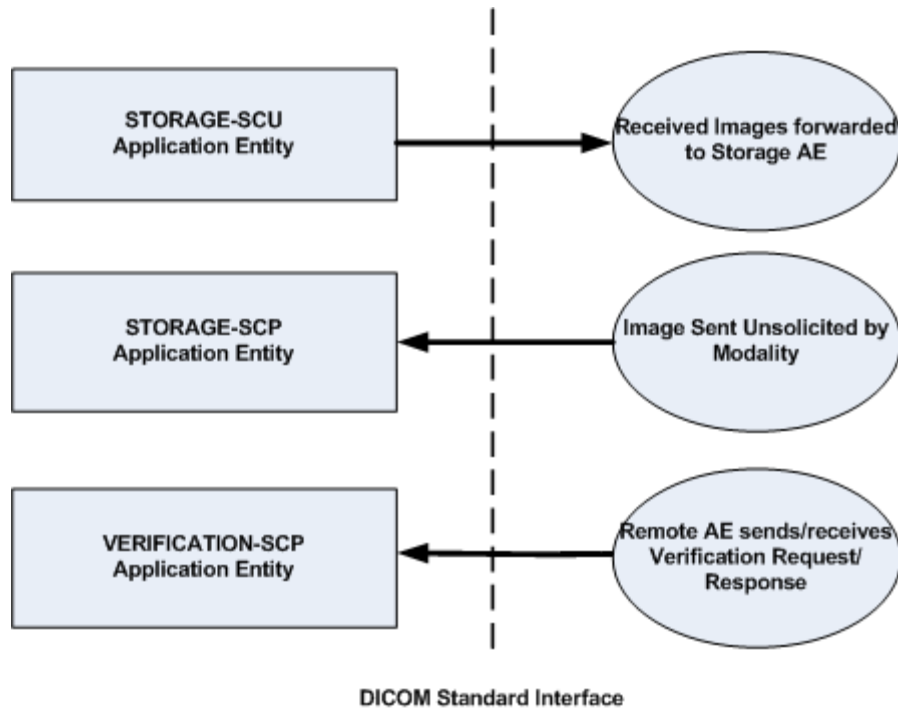 STORAGE-SCU
Application Entity
Received Images forwarded
to Storage AE
STORAGE-SCP
Application Entity
Image Sent Unsolicited by
Modality
VERIFICATION-SCP
Application Entity
Remote AE sends/receives
Verification Request/
Response
DICOM Standard Interface